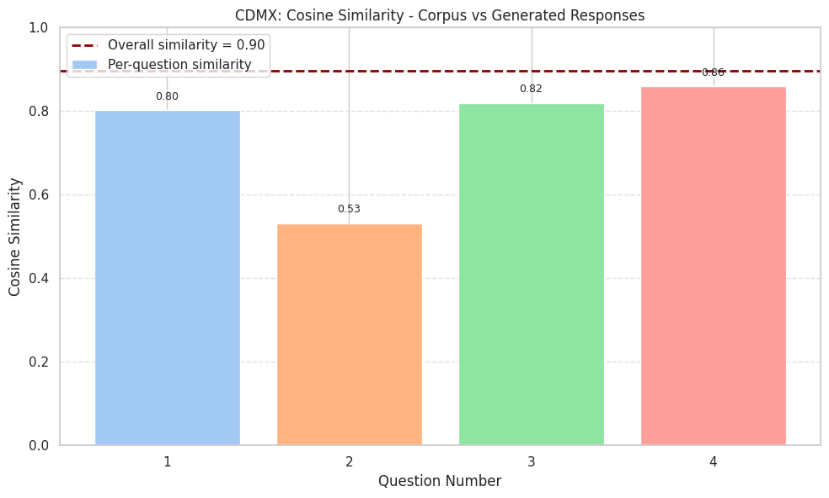 CDMX: Cosine Similarity - Corpus vs Generated Responses
Overall similarity = 0.90
Per-question similarity
1.0
0.8
0.6
0.4
0.2
0.0
Cosine Similarity
0.80
0.53
0.82
0.86
1
2
3
4
Question Number